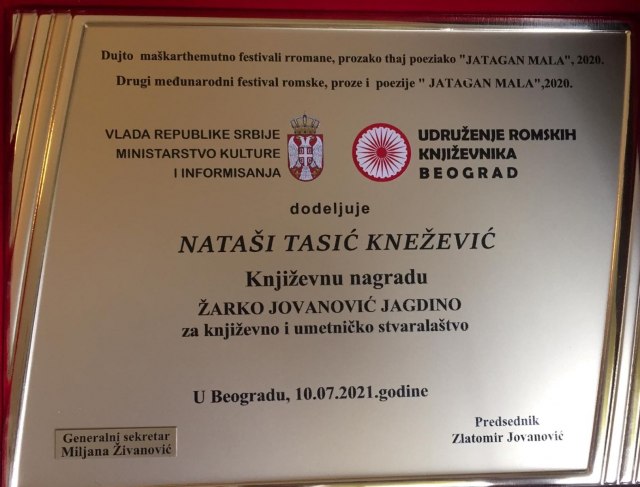 Dujto maškarthemutno festivali rromane, prozako thaj poeziako "JATAGAN MALA", 2020.
Drugi međunarodni festival romske, proze i poezije " JATAGAN MALA",2020.
VLADA REPUBLIKE SRBIJE
MINISTARSTVO KULTURE
I INFORMISANJA
UDRUŽENJE ROMSKIH
KNJIŽEVNIKA
BEOGRAD
dodeljuje
NATAŠI TASIĆ KNEŽEVIĆ
Književnu nagradu
ŽARKO JOVANOVIĆ JAGDINO
za književno i umetničko stvaralaštvo
U Beogradu, 10.07.2021.godine
Generalni sekretar
Miljana Živanović
Predsednik
Zlatomir Jovanović